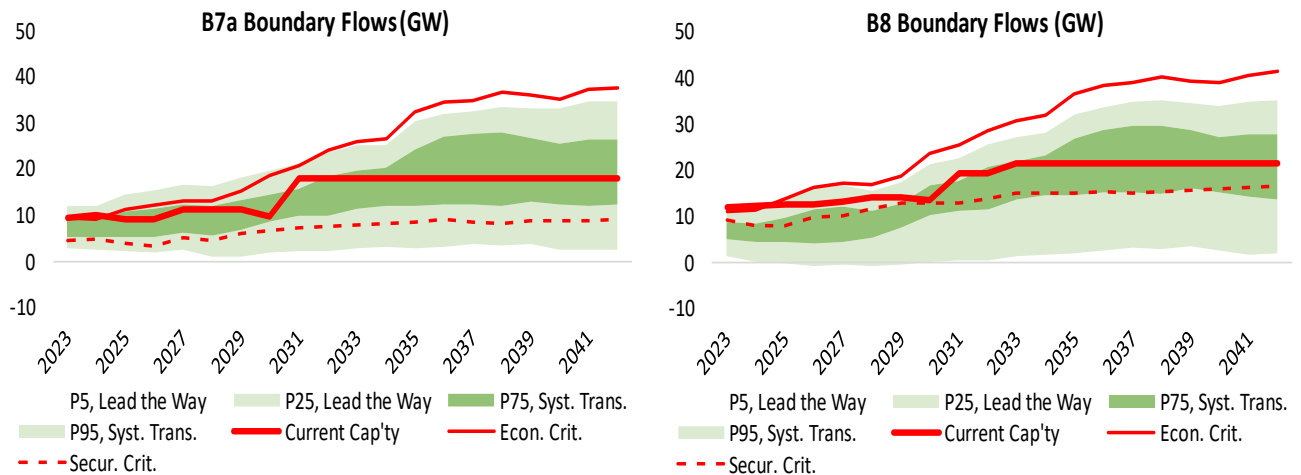 B7a Boundary Flows (GW)
50
40
30
20
10
0
-10
2023
2025
2027
2029
2031
2033
2035
2037
2039
2041
P5, Lead the Way
P25, Lead the Way
P75, Syst. Trans.
P95, Syst. Trans.
Current Cap'ty
Econ. Crit.
Secur. Crit.
B8 Boundary Flows (GW)
50
40
30
20
10
0
-10
2023
2025
2027
2029
2031
2033
2035
2037
2039
2041
P5, Lead the Way
P25, Lead the Way
P75, Syst. Trans.
P95, Syst. Trans.
Current Cap'ty
Econ. Crit.
Secur. Crit.